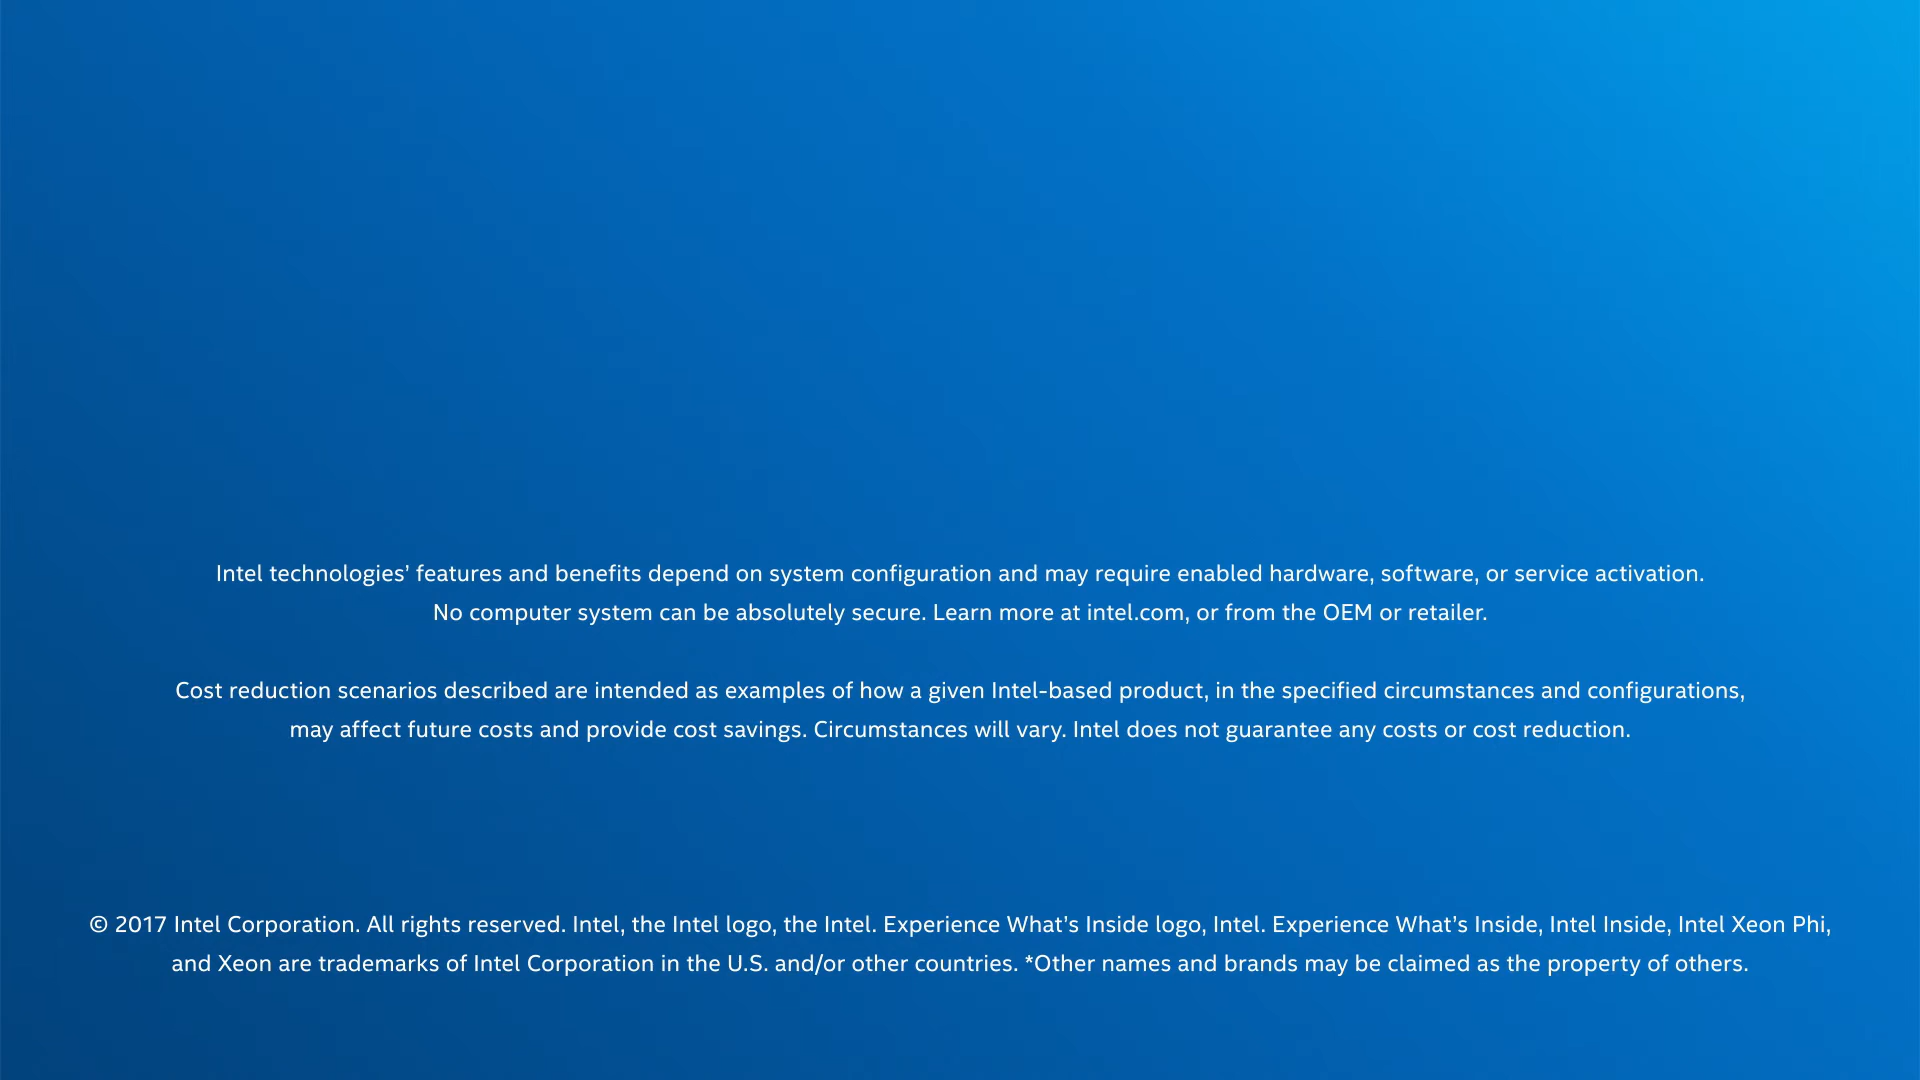 Intel technologies’ features and benefits depend on system configuration and may require enabled hardware, software, or service activation.
No computer system can be absolutely secure. Learn more at intel.com, or from the OEM or retailer.
Cost reduction scenarios described are intended as examples of how a given Intel-based product, in the specified circumstances and configurations,
may affect future costs and provide cost savings. Circumstances will vary. Intel does not guarantee any costs or cost reduction.
© 2017 Intel Corporation. All rights reserved. Intel, the Intel logo, the Intel. Experience What’s Inside logo, Intel. Experience What’s Inside, Intel Inside, Intel Xeon Phi,
and Xeon are trademarks of Intel Corporation in the U.S. and/or other countries. *Other names and brands may be claimed as the property of others.